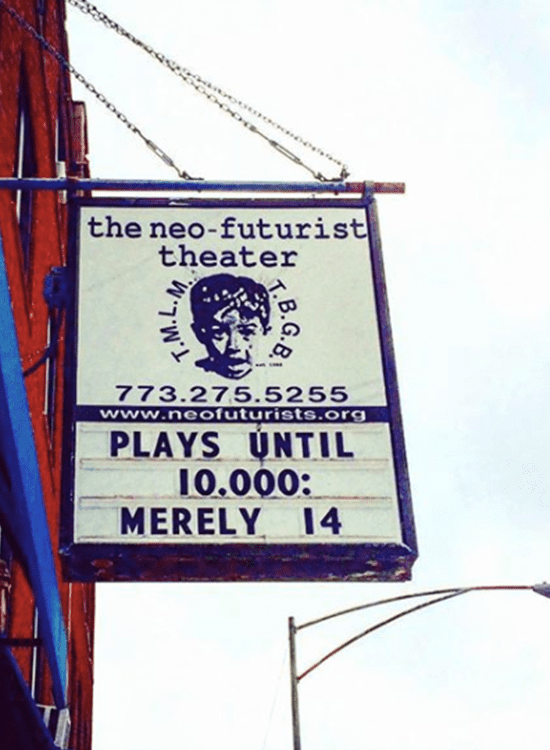 the neo-futurist
theater
T.M.L.M.
T.B.G.B.
est. 1988
773.275.5255
www.neofuturists.org
PLAYS UNTIL
10,000:
MERELY 14